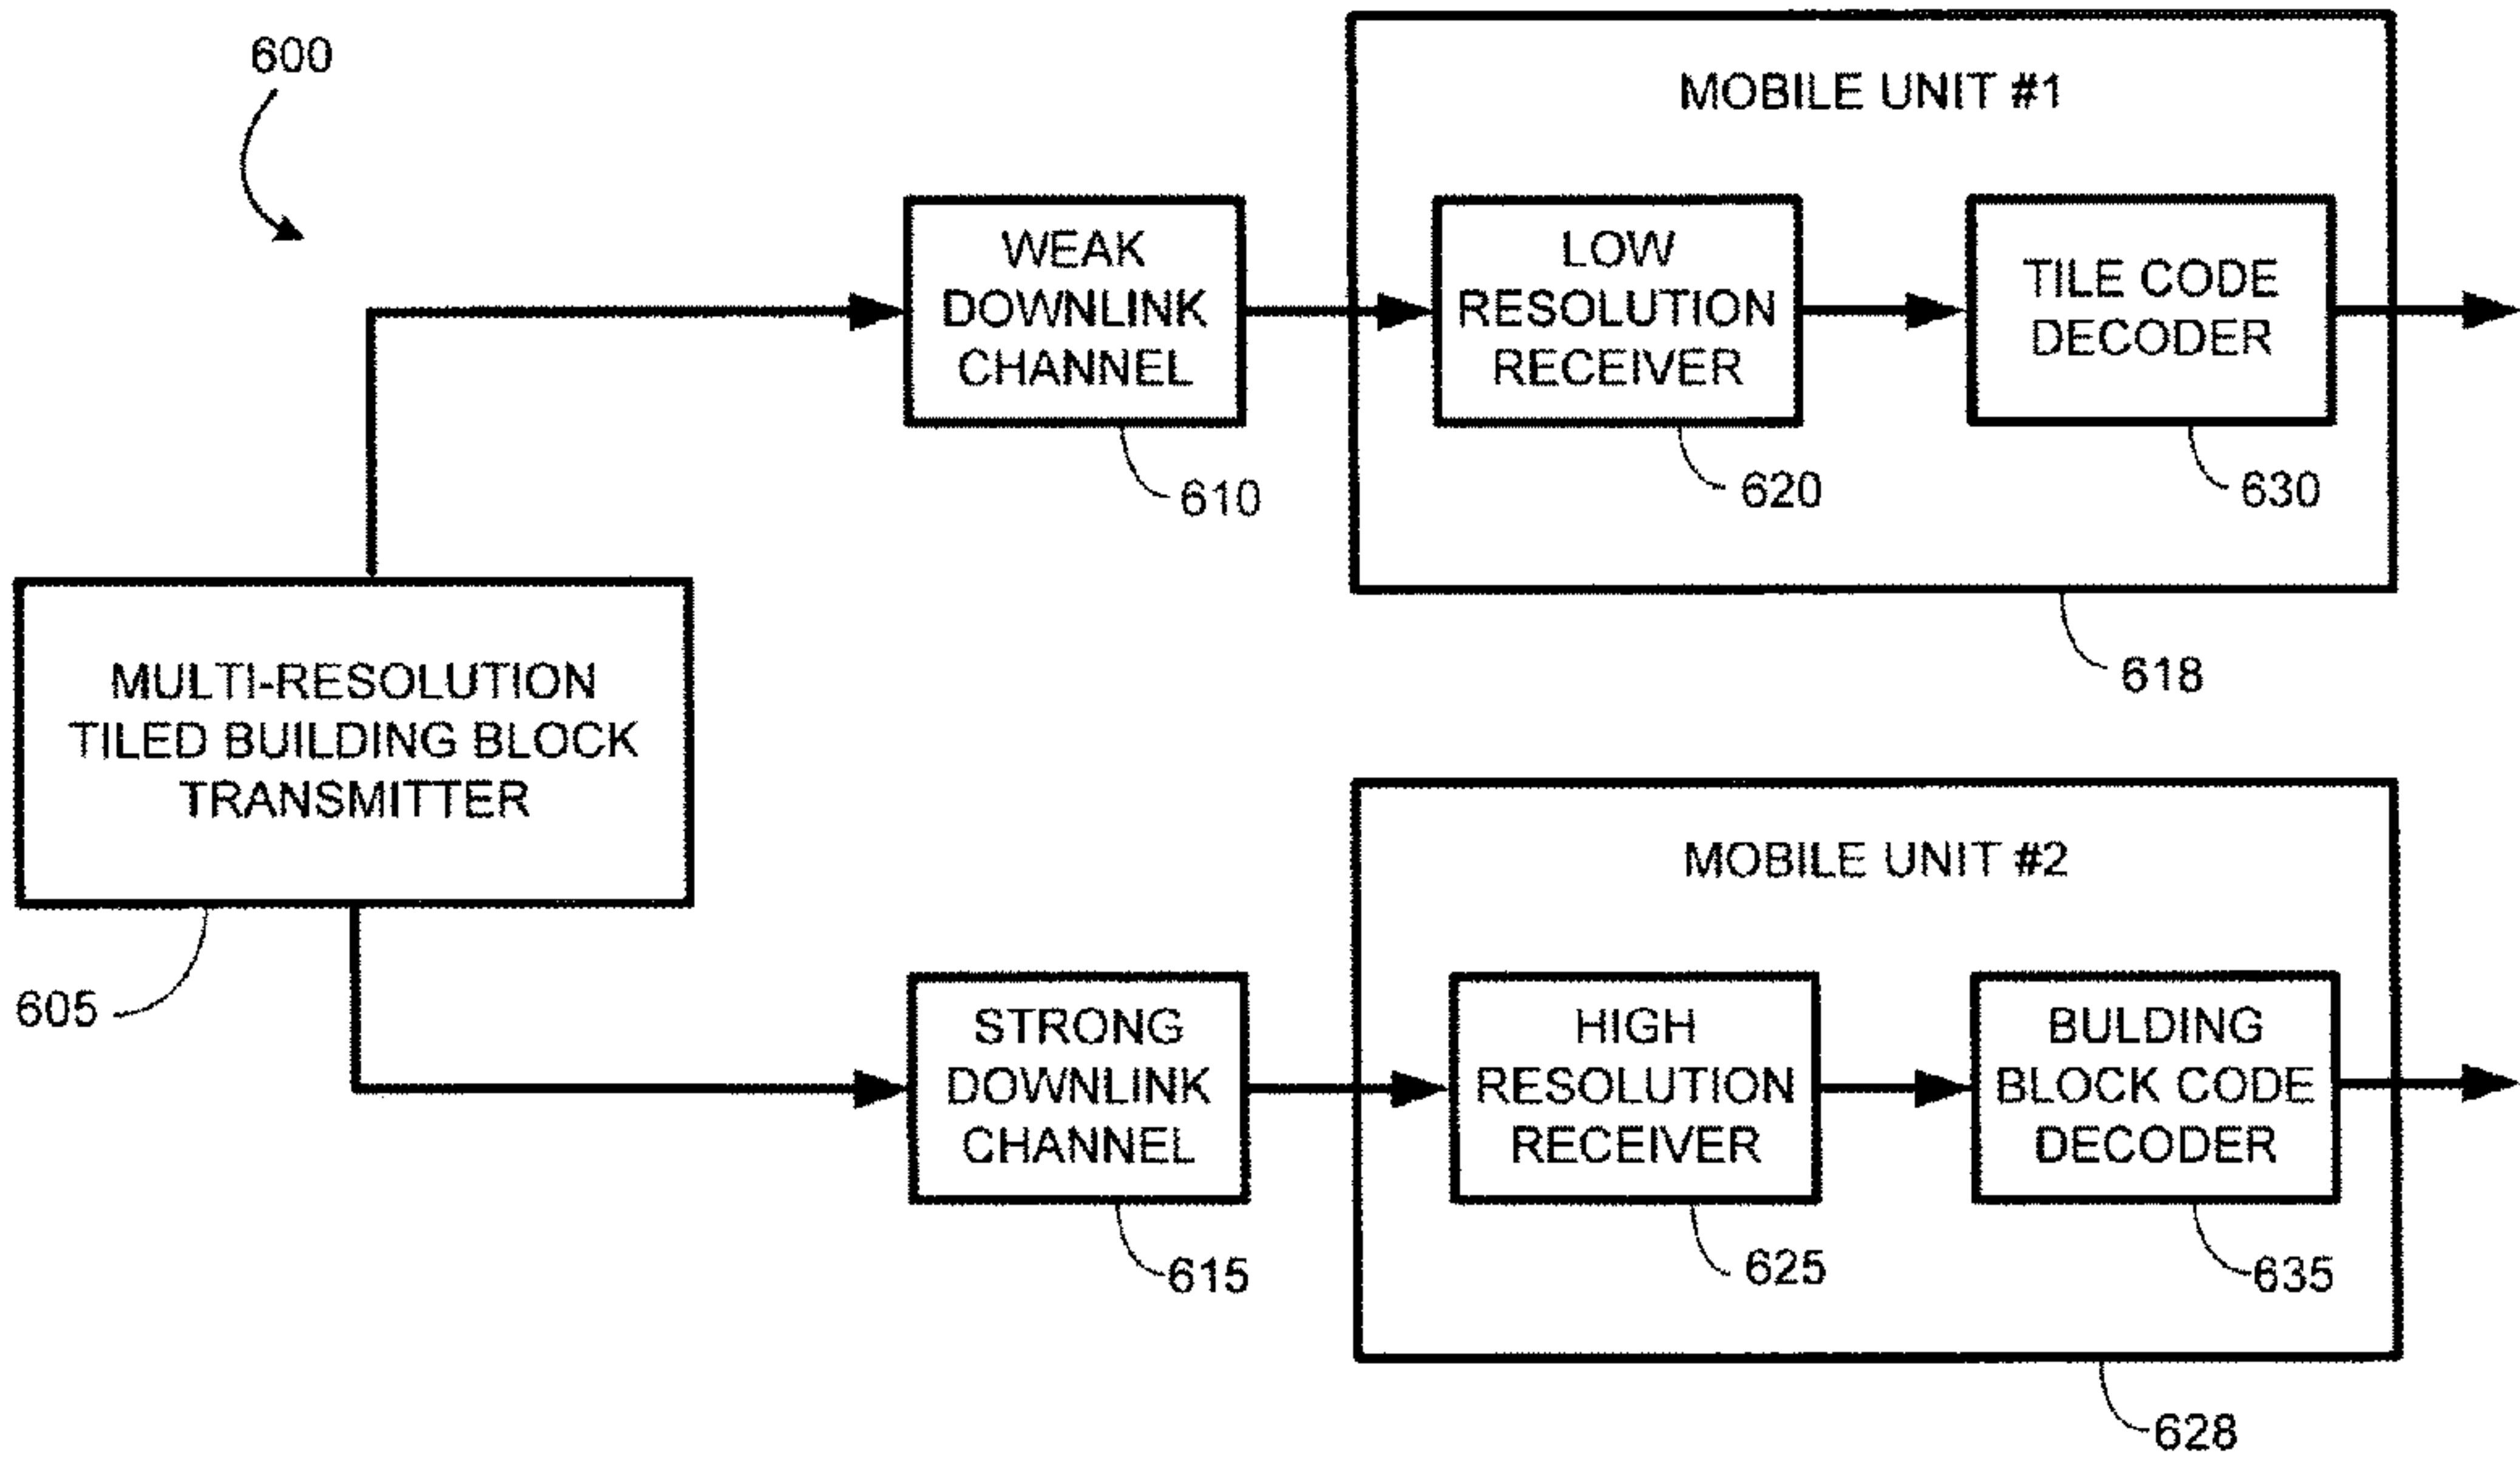 600
MOBILE UNIT #1
WEAK
DOWNLINK
CHANNEL
LOW
RESOLUTION
RECEIVER
TILE CODE
DECODER
610
620
630
618
MULTI-RESOLUTION
TILED BUILDING BLOCK
TRANSMITTER
605
MOBILE UNIT #2
STRONG
DOWNLINK
CHANNEL
HIGH
RESOLUTION
RECEIVER
BULDING
BLOCK CODE
DECODER
615
625
635
628